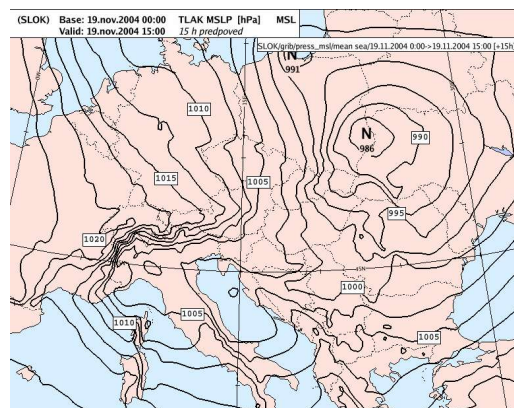 (SLOK) Base: 19.nov.2004 00:00 TLAK MSLP [hPa] MSL
Valid: 19.nov.2004 15:00 15 h predpoved
SLOK/grib/press_msl/mean sea/19.11.2004 0:00->19.11.2004 15:00 [+15h]
N
991
1010
N
986
990
1015
1005
995
1020
1000
1010
1005
1005